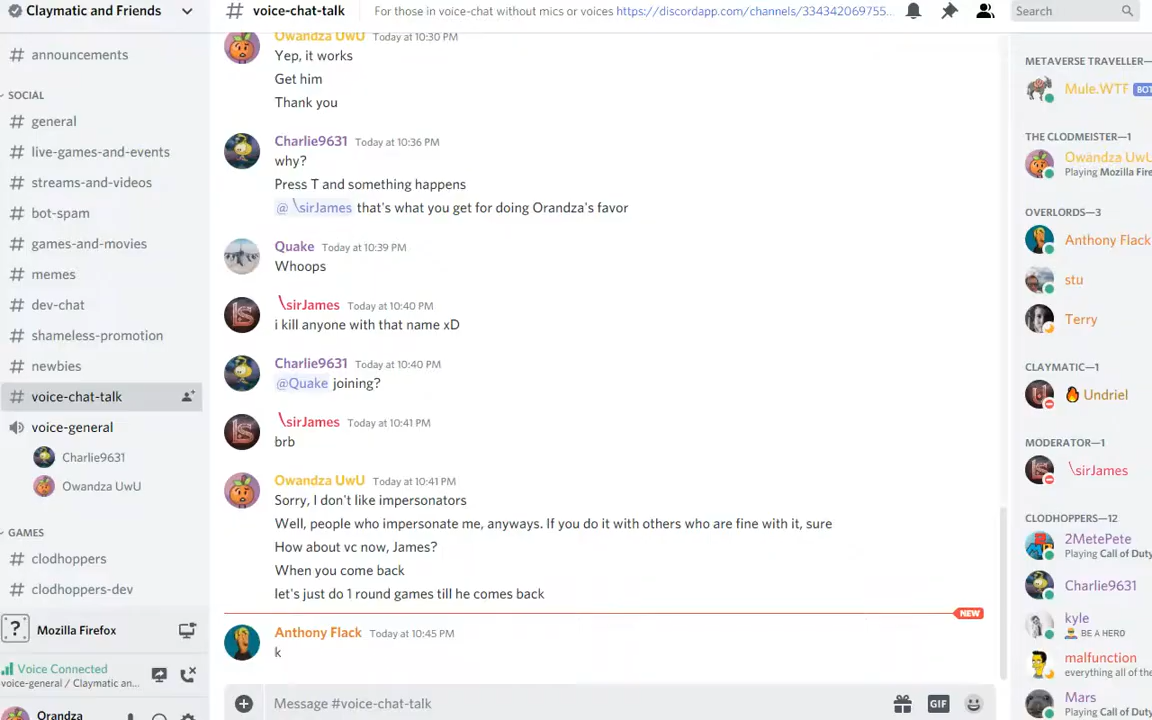 Claymatic and Friends
# announcements
SOCIAL
# general
# live-games-and-events
# streams-and-videos
# bot-spam
# games-and-movies
# memes
# dev-chat
# shameless-promotion
# newbies
# voice-chat-talk
voice-general
Charlie9631
Owandza UwU
GAMES
# clodhoppers
# clodhoppers-dev
? Mozilla Firefox
Voice Connected
voice-general / Claymatic an...
Orandza
# voice-chat-talk
For those in voice-chat without mics or voices https://discordapp.com/channels/334342069755...
Search
Owandza UwU Today at 10:30 PM
Yep, it works
Get him
Thank you
Charlie9631 Today at 10:36 PM
why?
Press T and something happens
@ \sirJames that's what you get for doing Orandza's favor
Quake Today at 10:39 PM
Whoops
\sirJames Today at 10:40 PM
i kill anyone with that name xD
Charlie9631 Today at 10:40 PM
@Quake joining?
\sirJames Today at 10:41 PM
brb
Owandza UwU Today at 10:41 PM
Sorry, I don't like impersonators
Well, people who impersonate me, anyways. If you do it with others who are fine with it, sure
How about vc now, James?
When you come back
let's just do 1 round games till he comes back
NEW
Anthony Flack Today at 10:45 PM
k
Message #voice-chat-talk
GIF
METAVERSE TRAVELLER—
Mule.WTF BOT
THE CLODMEISTER—1
Owandza UwU
Playing Mozilla Fire
OVERLORDS—3
Anthony Flack
stu
Terry
CLAYMATIC—1
🔥 Undriel
MODERATOR—1
\sirJames
CLODHOPPERS—12
2MetePete
Playing Call of Duty
Charlie9631
kyle
BE A HERO
malfunction
everything all of the
Mars
Playing Call of Duty